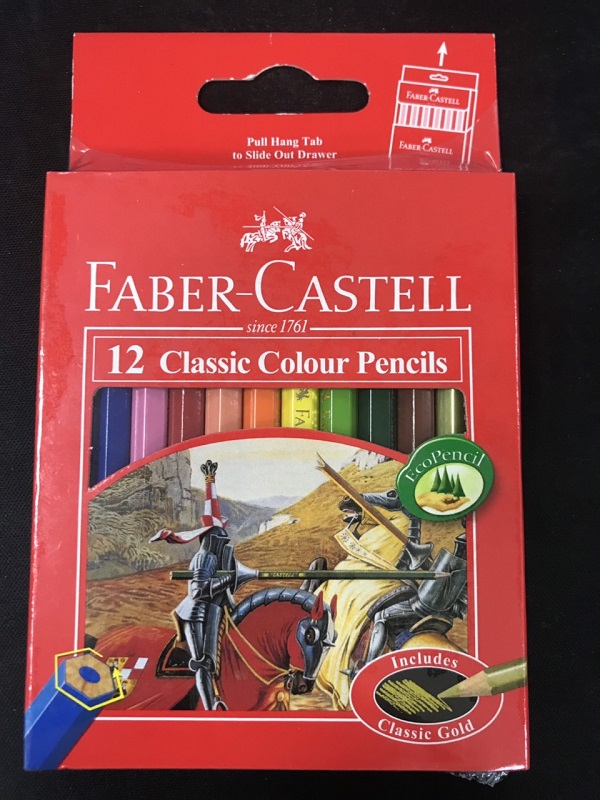 FABER-CASTELL
FABER-CASTELL
Pull Hang Tab
to Slide Out Drawer
FABER-CASTELL
since 1761
12 Classic Colour Pencils
FA
EcoPencil
Includes
Classic Gold